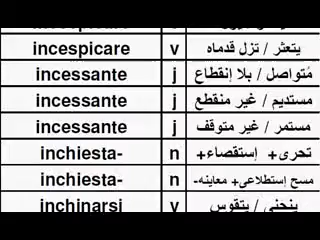 incespicare v يتعثر / تزل قدماه
incessante j مُتواصل / بلا إنقطاع
incessante j مستديم / غير منقطع
incessante j مستمر / غير متوقف
inchiesta- n تحرى+ إستقصاء+
inchiesta- n مسح إستطلاعى+ معاينه-
inchinarsi v ينحنى / يتقوس